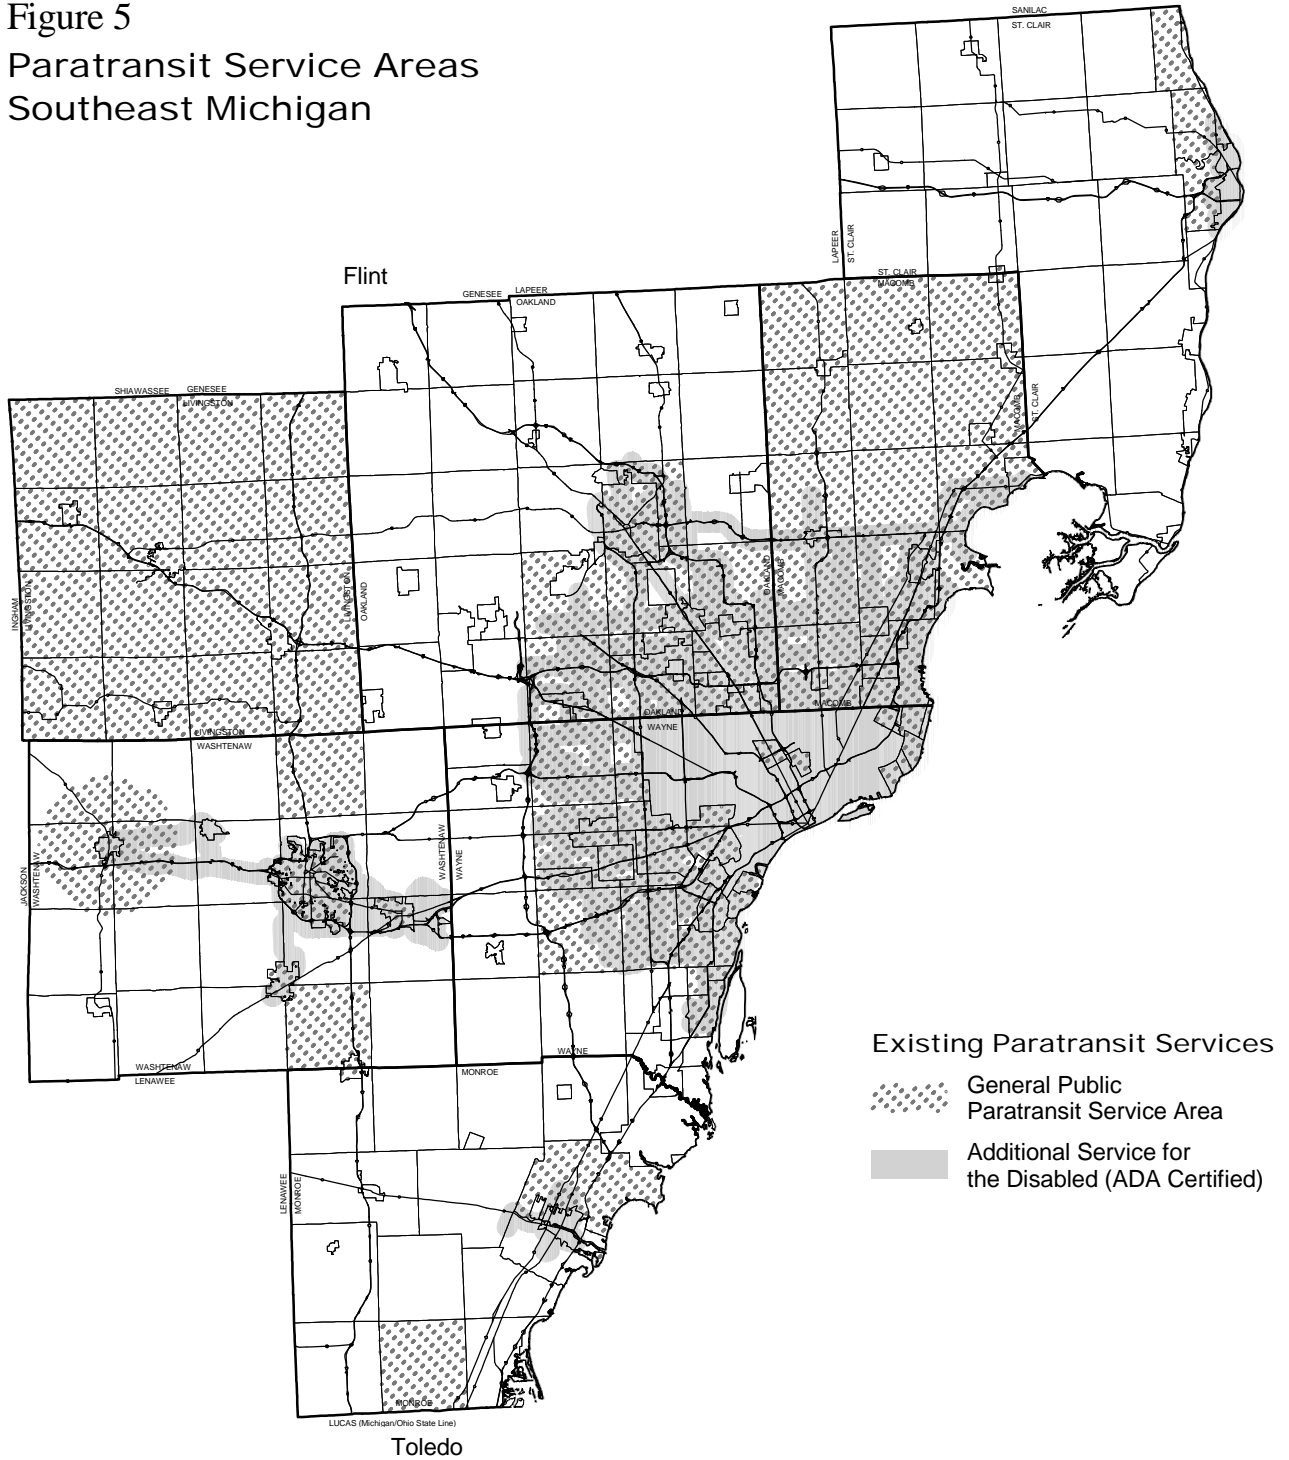 Figure 5
Paratransit Service Areas
Southeast Michigan
SANILAC
ST. CLAIR
LAPEER
ST. CLAIR
Flint
GENESEE
LAPEER
OAKLAND
ST. CLAIR
MACOMB
SHIAWASSEE
GENESEE
LIVINGSTON
MACOMB
ST. CLAIR
INGHAM
LIVINGSTON
LIVINGSTON
OAKLAND
OAKLAND
MACOMB
LIVINGSTON
WASHTENAW
OAKLAND
WAYNE
MACOMB
JACKSON
WASHTENAW
WASHTENAW
WAYNE
WASHTENAW
LENAWEE
WAYNE
MONROE
LENAWEE
MONROE
MONROE
LUCAS (Michigan/Ohio State Line)
Toledo
Existing Paratransit Services
General Public
Paratransit Service Area
Additional Service for
the Disabled (ADA Certified)